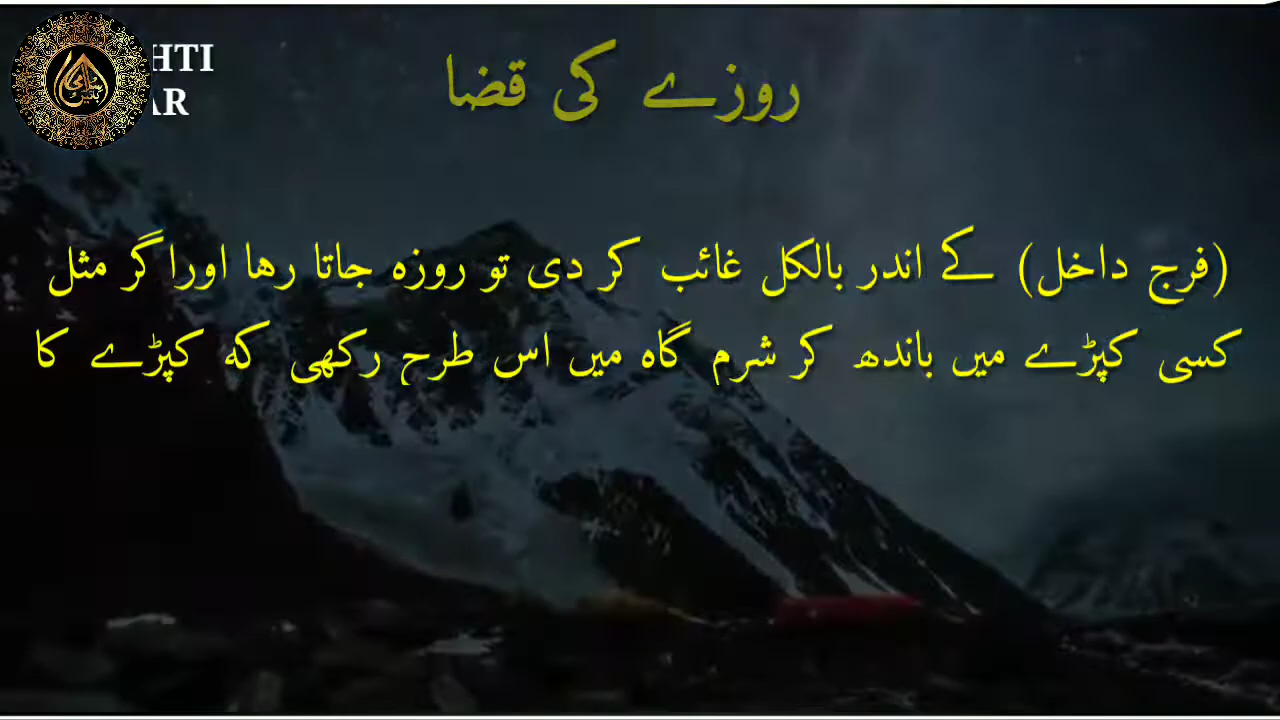 HTI
AR
روزے کی قضا
(فرج داخل) کے اندر بالکل غائب کر دی تو روزہ جاتا رہا اور اگر مثل
کسی کپڑے میں باندھ کر شرم گاہ میں اس طرح رکھی کہ کپڑے کا